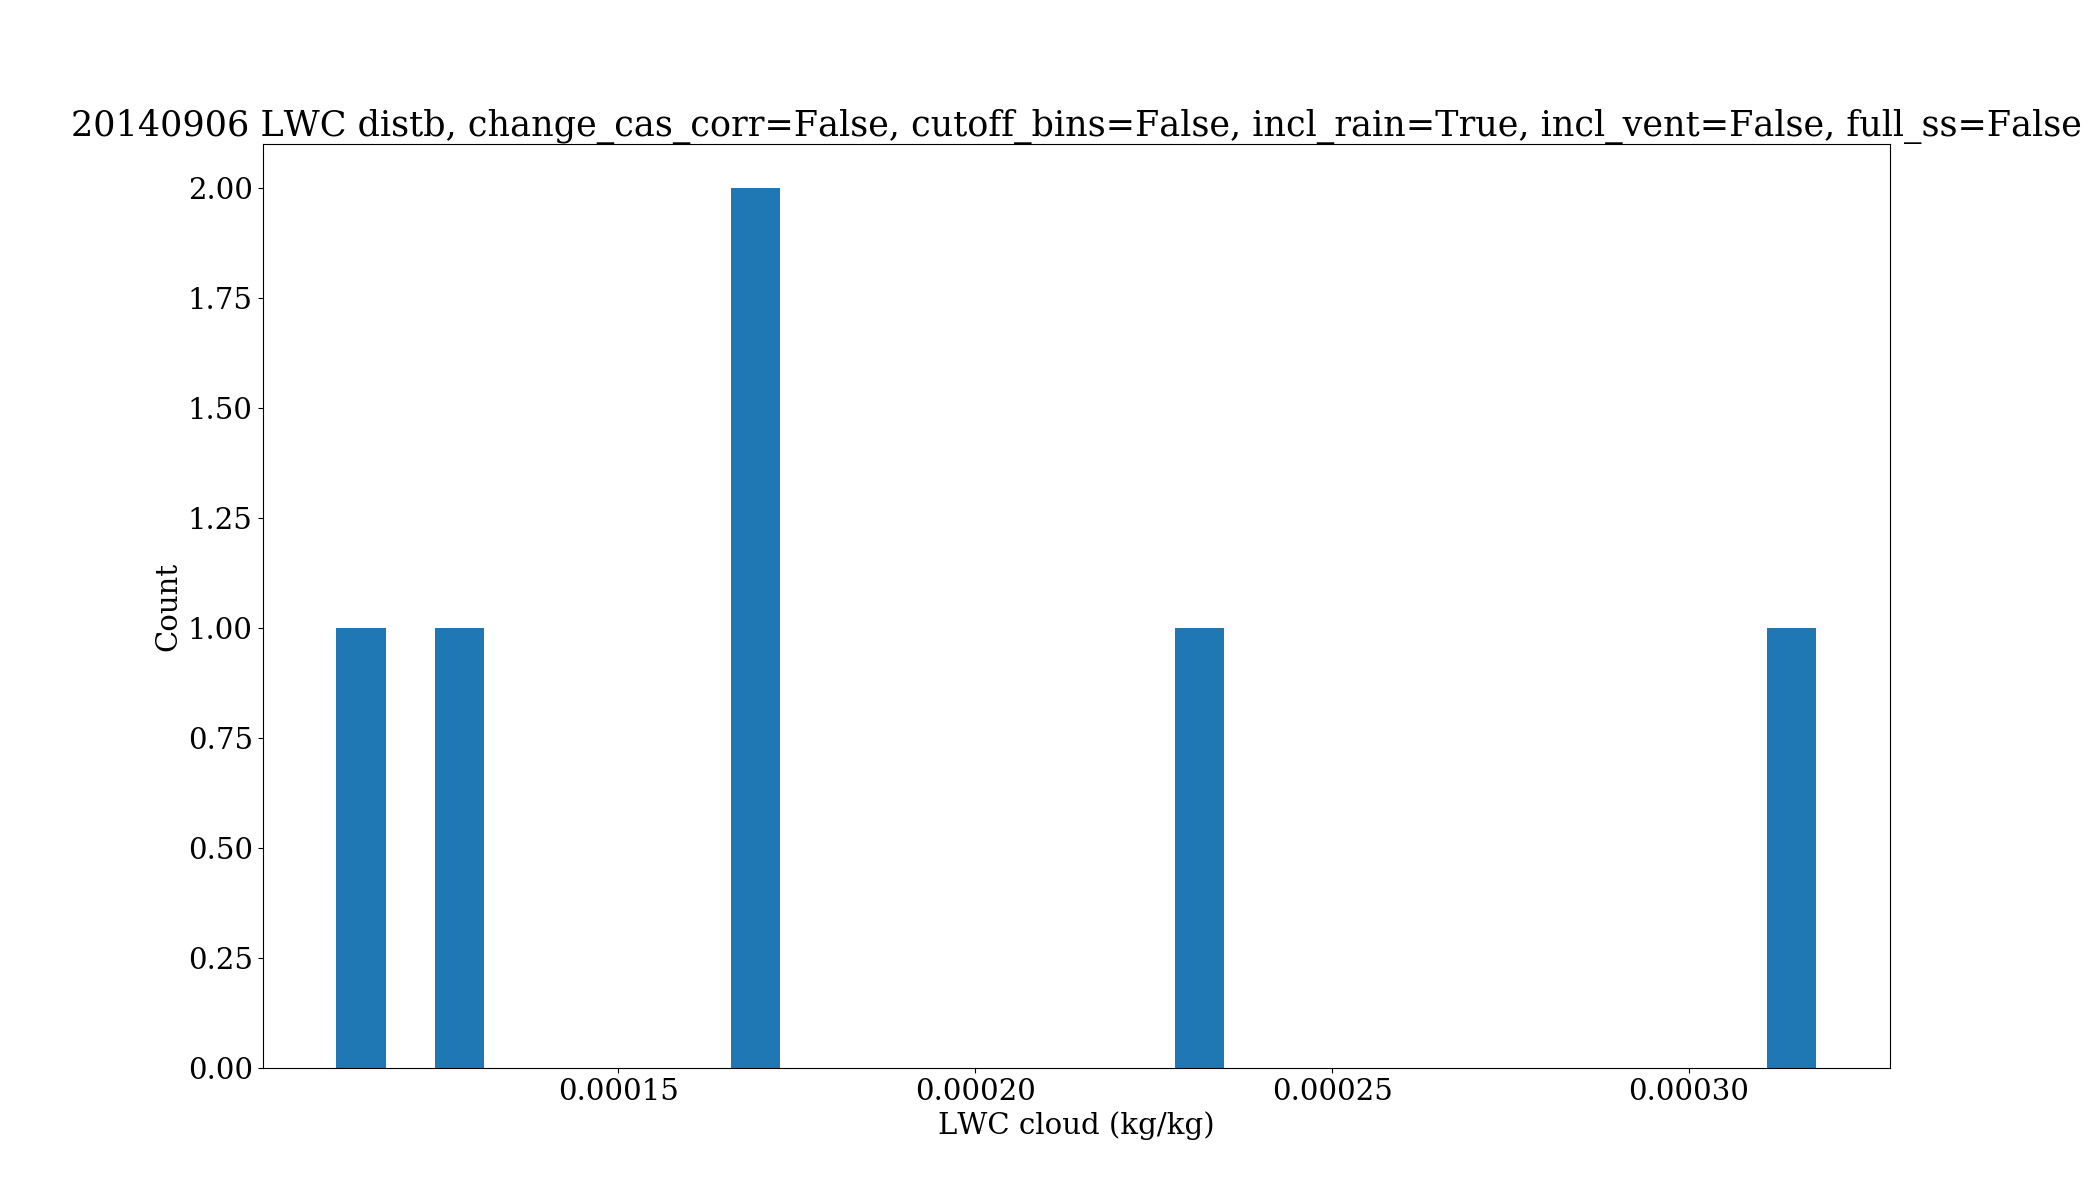 20140906 LWC distb, change_cas_corr=False, cutoff_bins=False, incl_rain=True, incl_vent=False, full_ss=False
2.00
1.75
1.50
1.25
1.00
0.75
0.50
0.25
0.00
Count
0.00015 0.00020 0.00025 0.00030
LWC cloud (kg/kg)